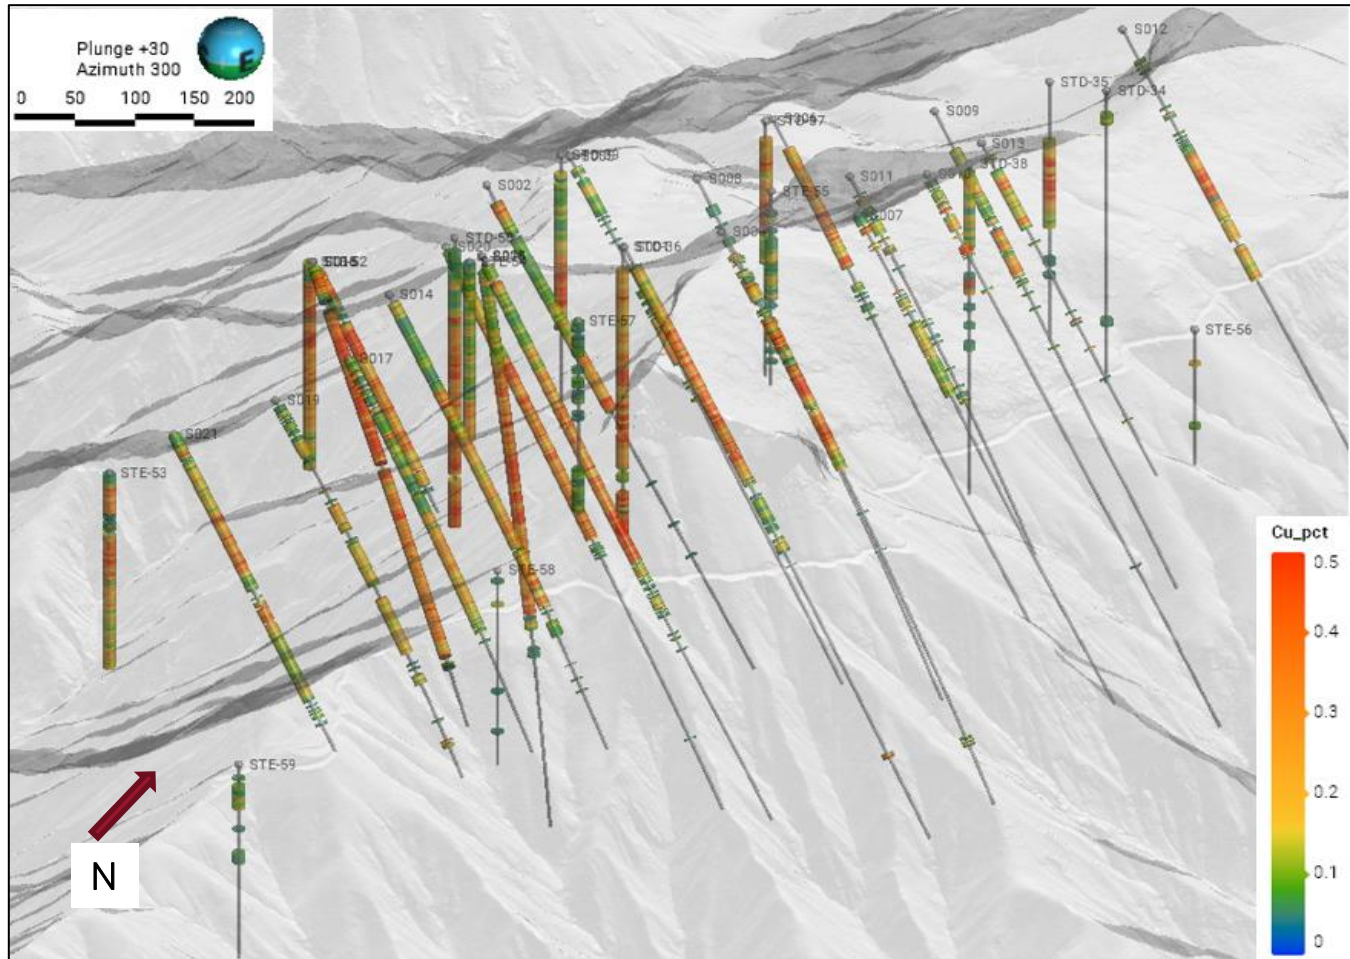 Plunge +30
Azimuth 300
E
0 50 100 150 200
S012
STD-35
STD-34
S009
S013
STD-38
S002
S008
STE-55
S011
S007
STE-57
STE-56
S014
S017
S019
S021
STE-53
STE-58
STE-59
N
Cu_pct
0.5
0.4
0.3
0.2
0.1
0